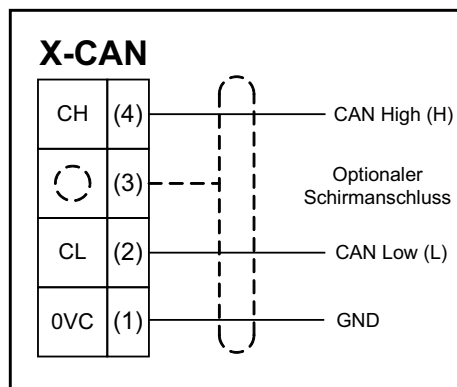 X-CAN
CH (4) CAN High (H)
(3) Optionaler
Schirmanschluss
CL (2) CAN Low (L)
0VC (1) GND